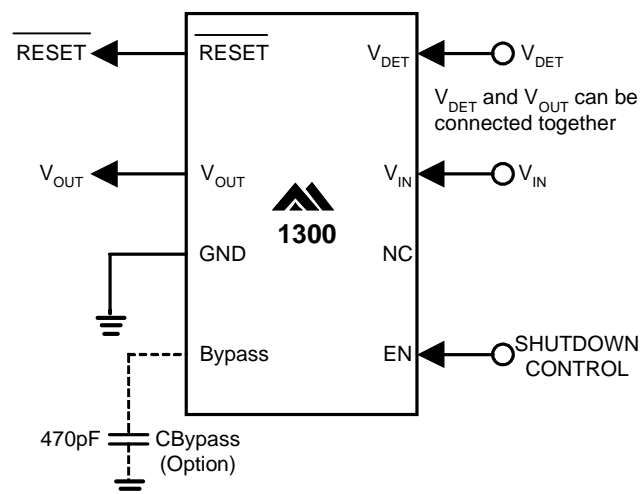 RESET RESET V_DET V_DET
V_DET and V_OUT can be
connected together
V_OUT V_OUT V_IN V_IN
1300
GND NC
Bypass EN SHUTDOWN
CONTROL
470pF CBypass
(Option)